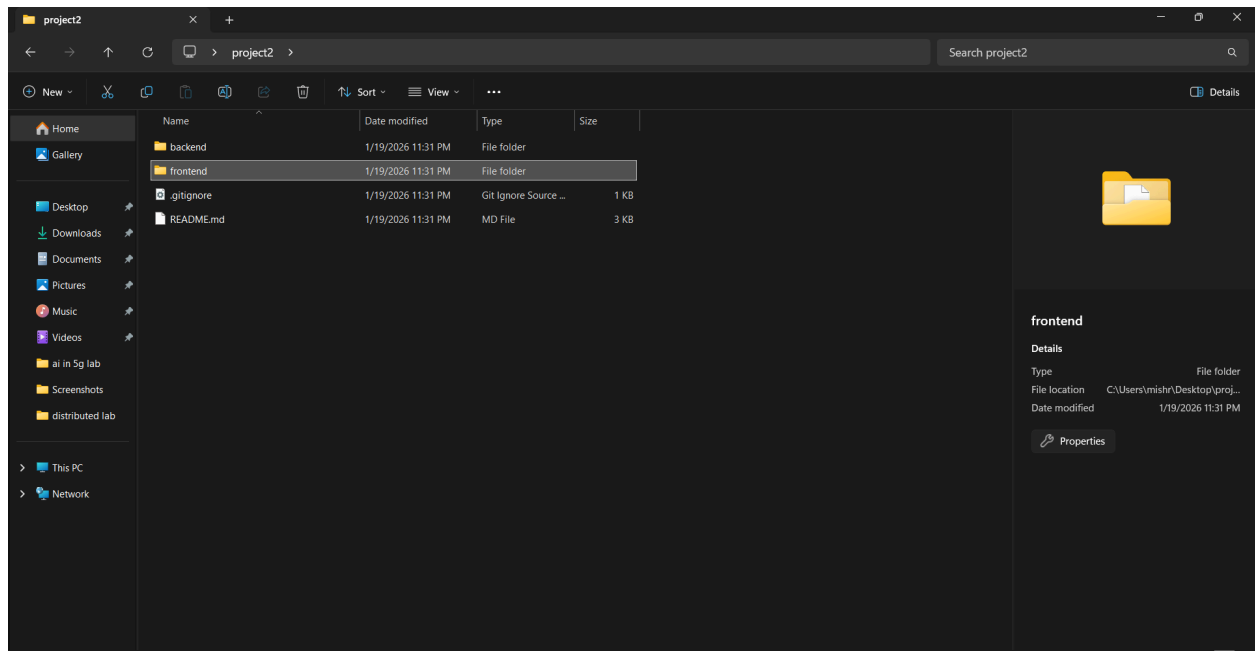 project2
project2
Search project2
New
Sort
View
Details
Name Date modified Type Size
Home
Gallery
Desktop
Downloads
Documents
Pictures
Music
Videos
ai in 5g lab
Screenshots
distributed lab
This PC
Network
backend 1/19/2026 11:31 PM File folder
frontend 1/19/2026 11:31 PM File folder
.gitignore 1/19/2026 11:31 PM Git Ignore Source ... 1 KB
README.md 1/19/2026 11:31 PM MD File 3 KB
frontend
Details
Type File folder
File location C:\Users\mishr\Desktop\proj...
Date modified 1/19/2026 11:31 PM
Properties